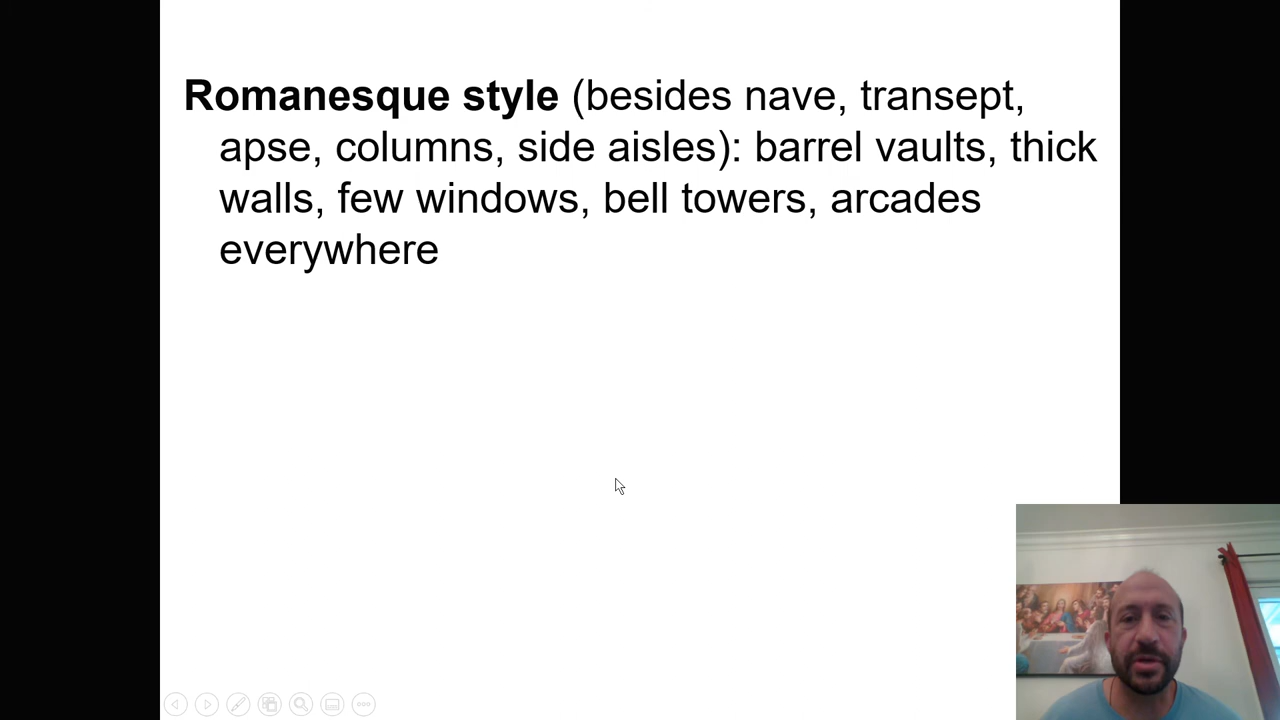 Romanesque style (besides nave, transept,
apse, columns, side aisles): barrel vaults, thick
walls, few windows, bell towers, arcades
everywhere